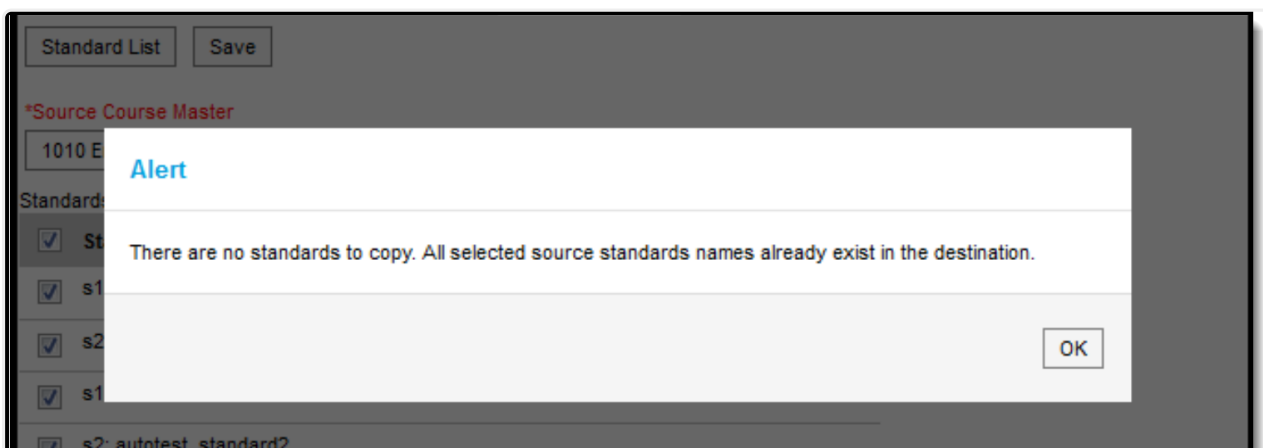 Standard List Save
*Source Course Master
1010 E
Alert
Standards
St
There are no standards to copy. All selected source standards names already exist in the destination.
s1
s2
OK
s1
s2: autotest_standard2